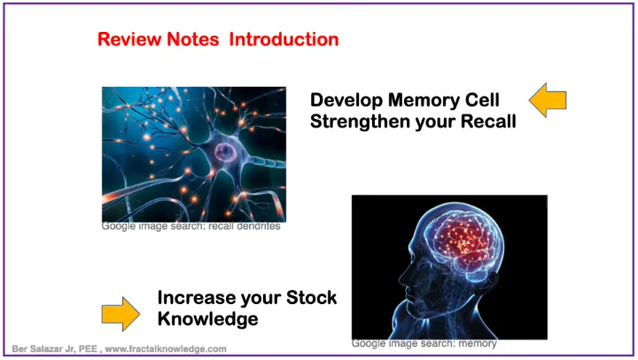 Review Notes  Introduction
Develop Memory Cell
Strengthen your Recall
Google image search: recall dendrites
Increase your Stock
Knowledge
Google image search: memory
Ber Salazar Jr, PEE , www.fractalknowledge.com